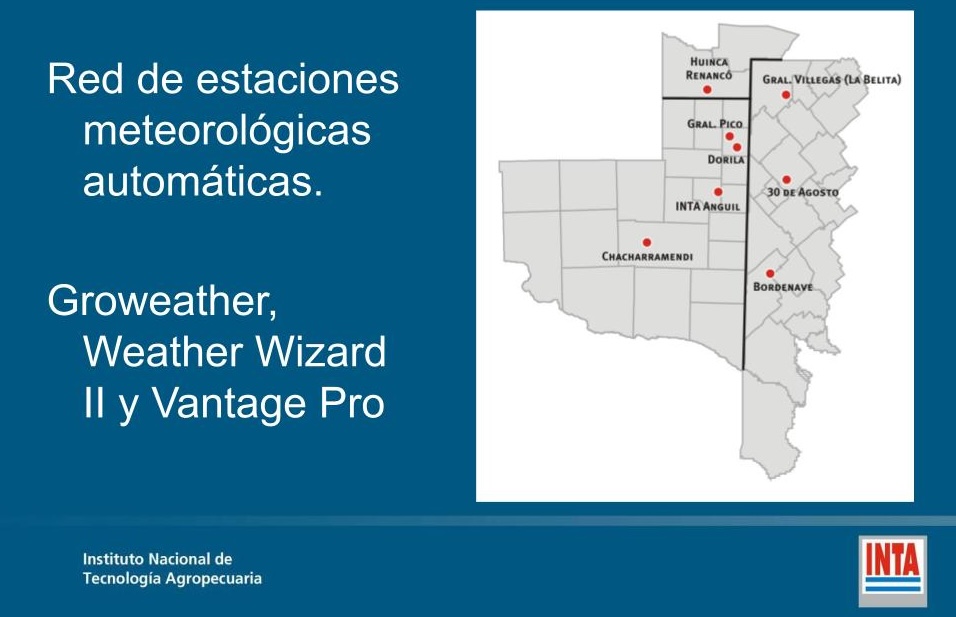 Red de estaciones
meteorológicas
automáticas.
Groweather,
Weather Wizard
II y Vantage Pro
HUINCA
RENANCÓ
GRAL. VILLEGAS (LA BELITA)
GRAL. PICO
DORILA
30 DE AGOSTO
INTA ANGUIL
CHACHARRAMENDI
BORDENAVE
Instituto Nacional de
Tecnología Agropecuaria
INTA